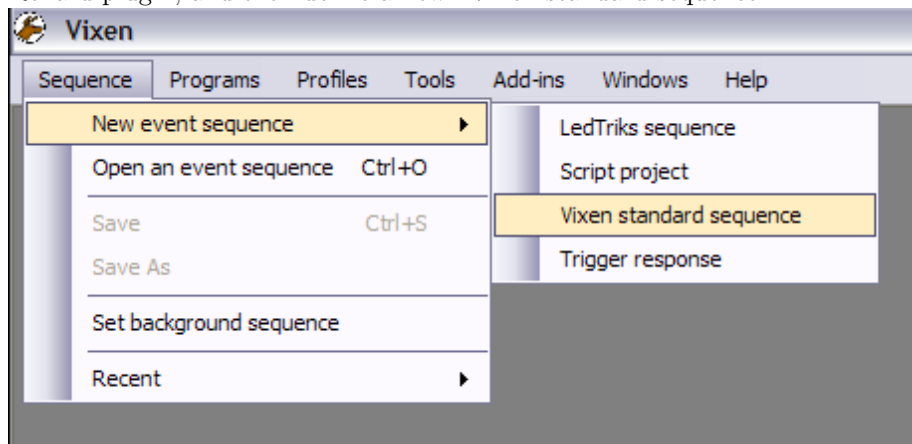 Vixen
Sequence Programs Profiles Tools Add-ins Windows Help
New event sequence
Open an event sequence Ctrl+O
Save Ctrl+S
Save As
Set background sequence
Recent
LedTriks sequence
Script project
Vixen standard sequence
Trigger response